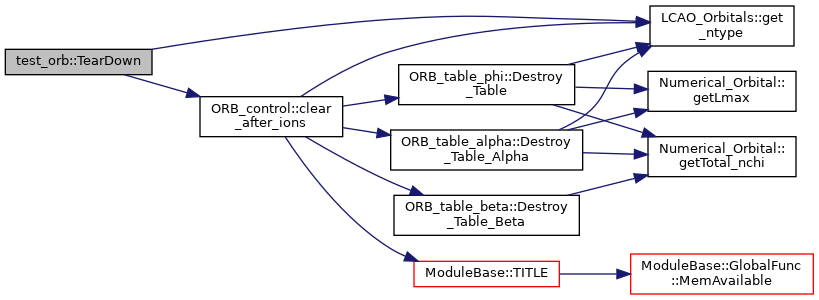 test_orb::TearDown
ORB_control::clear
_after_ions
ORB_table_phi::Destroy
_Table
ORB_table_alpha::Destroy
_Table_Alpha
ORB_table_beta::Destroy
_Table_Beta
ModuleBase::TITLE
LCAO_Orbitals::get
_ntype
Numerical_Orbital::
getLmax
Numerical_Orbital::
getTotal_nchi
ModuleBase::GlobalFunc
::MemAvailable